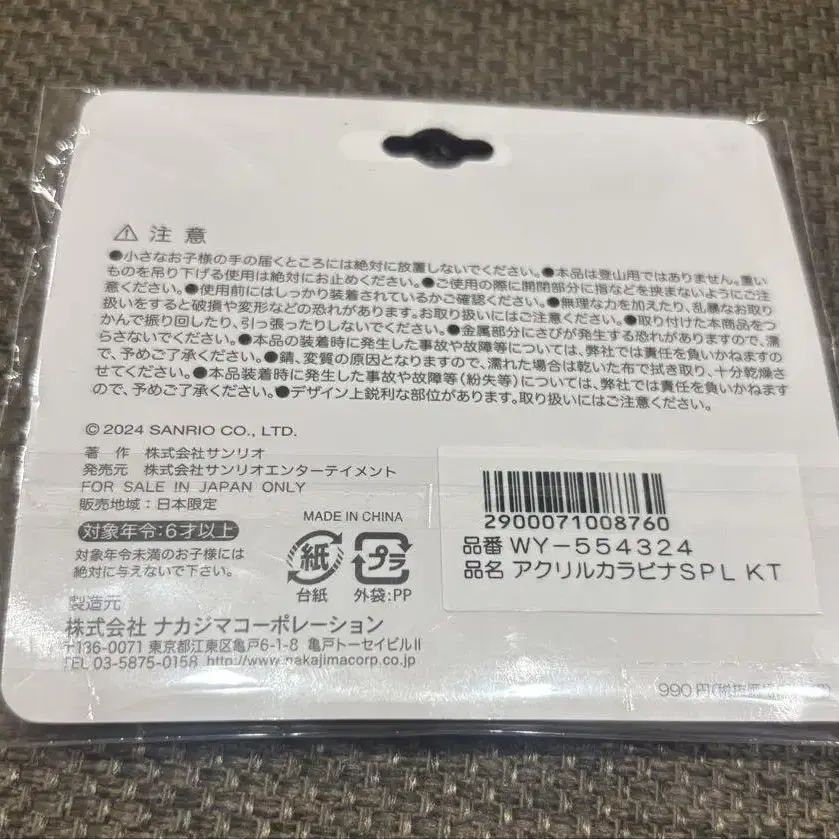 ⚠ 注意
●小さなお子様の手の届くところには絶対に放置しないでください。●本品は登山用ではありません。重い
ものを吊り下げる使用は絶対にお止めください。●ご使用の際に開閉部分に指などを挟まないようにご注
意ください。●使用前にはしっかり装着されているかご確認ください。●無理な力を加えたり、乱暴なお取り
扱いをすると破損や変形などの恐れがあります。お取り扱いにはご注意ください。●取り付けた本商品をつ
かんで振り回したり、引っ張ったりしないでください。●金属部分にさびが発生する恐れがありますので、濡
らさないでください。●本品の装着時に発生した事故や故障等については、弊社では責任を負いかねますの
で、予めご了承ください。●錆、変質の原因となりますので、濡れた場合は乾いた布で拭き取り、十分乾燥さ
せてください。●本品装着時に発生した事故や故障等(紛失等)については、弊社では責任を負いかねます
ので、予めご了承ください。●デザイン上鋭利な部位があります。取り扱いにはご注意ください。
© 2024 SANRIO CO., LTD.
著 作 株式会社サンリオ
発売元 株式会社サンリオエンターテイメント
FOR SALE IN JAPAN ONLY
販売地域:日本限定
対象年令:6才以上
対象年令未満のお子様には
絶対に与えないで下さい。
MADE IN CHINA
紙
台紙
プラ
外袋:PP
2900071008760
品番 WY-554324
品名 アクリルカラビナSPL KT
製造元
株式会社 ナカジマコーポレーション
〒136-0071 東京都江東区亀戸6-1-8 亀戸トーセイビルⅡ
TEL 03-5875-0158 http://www.nakajimacorp.co.jp
990円